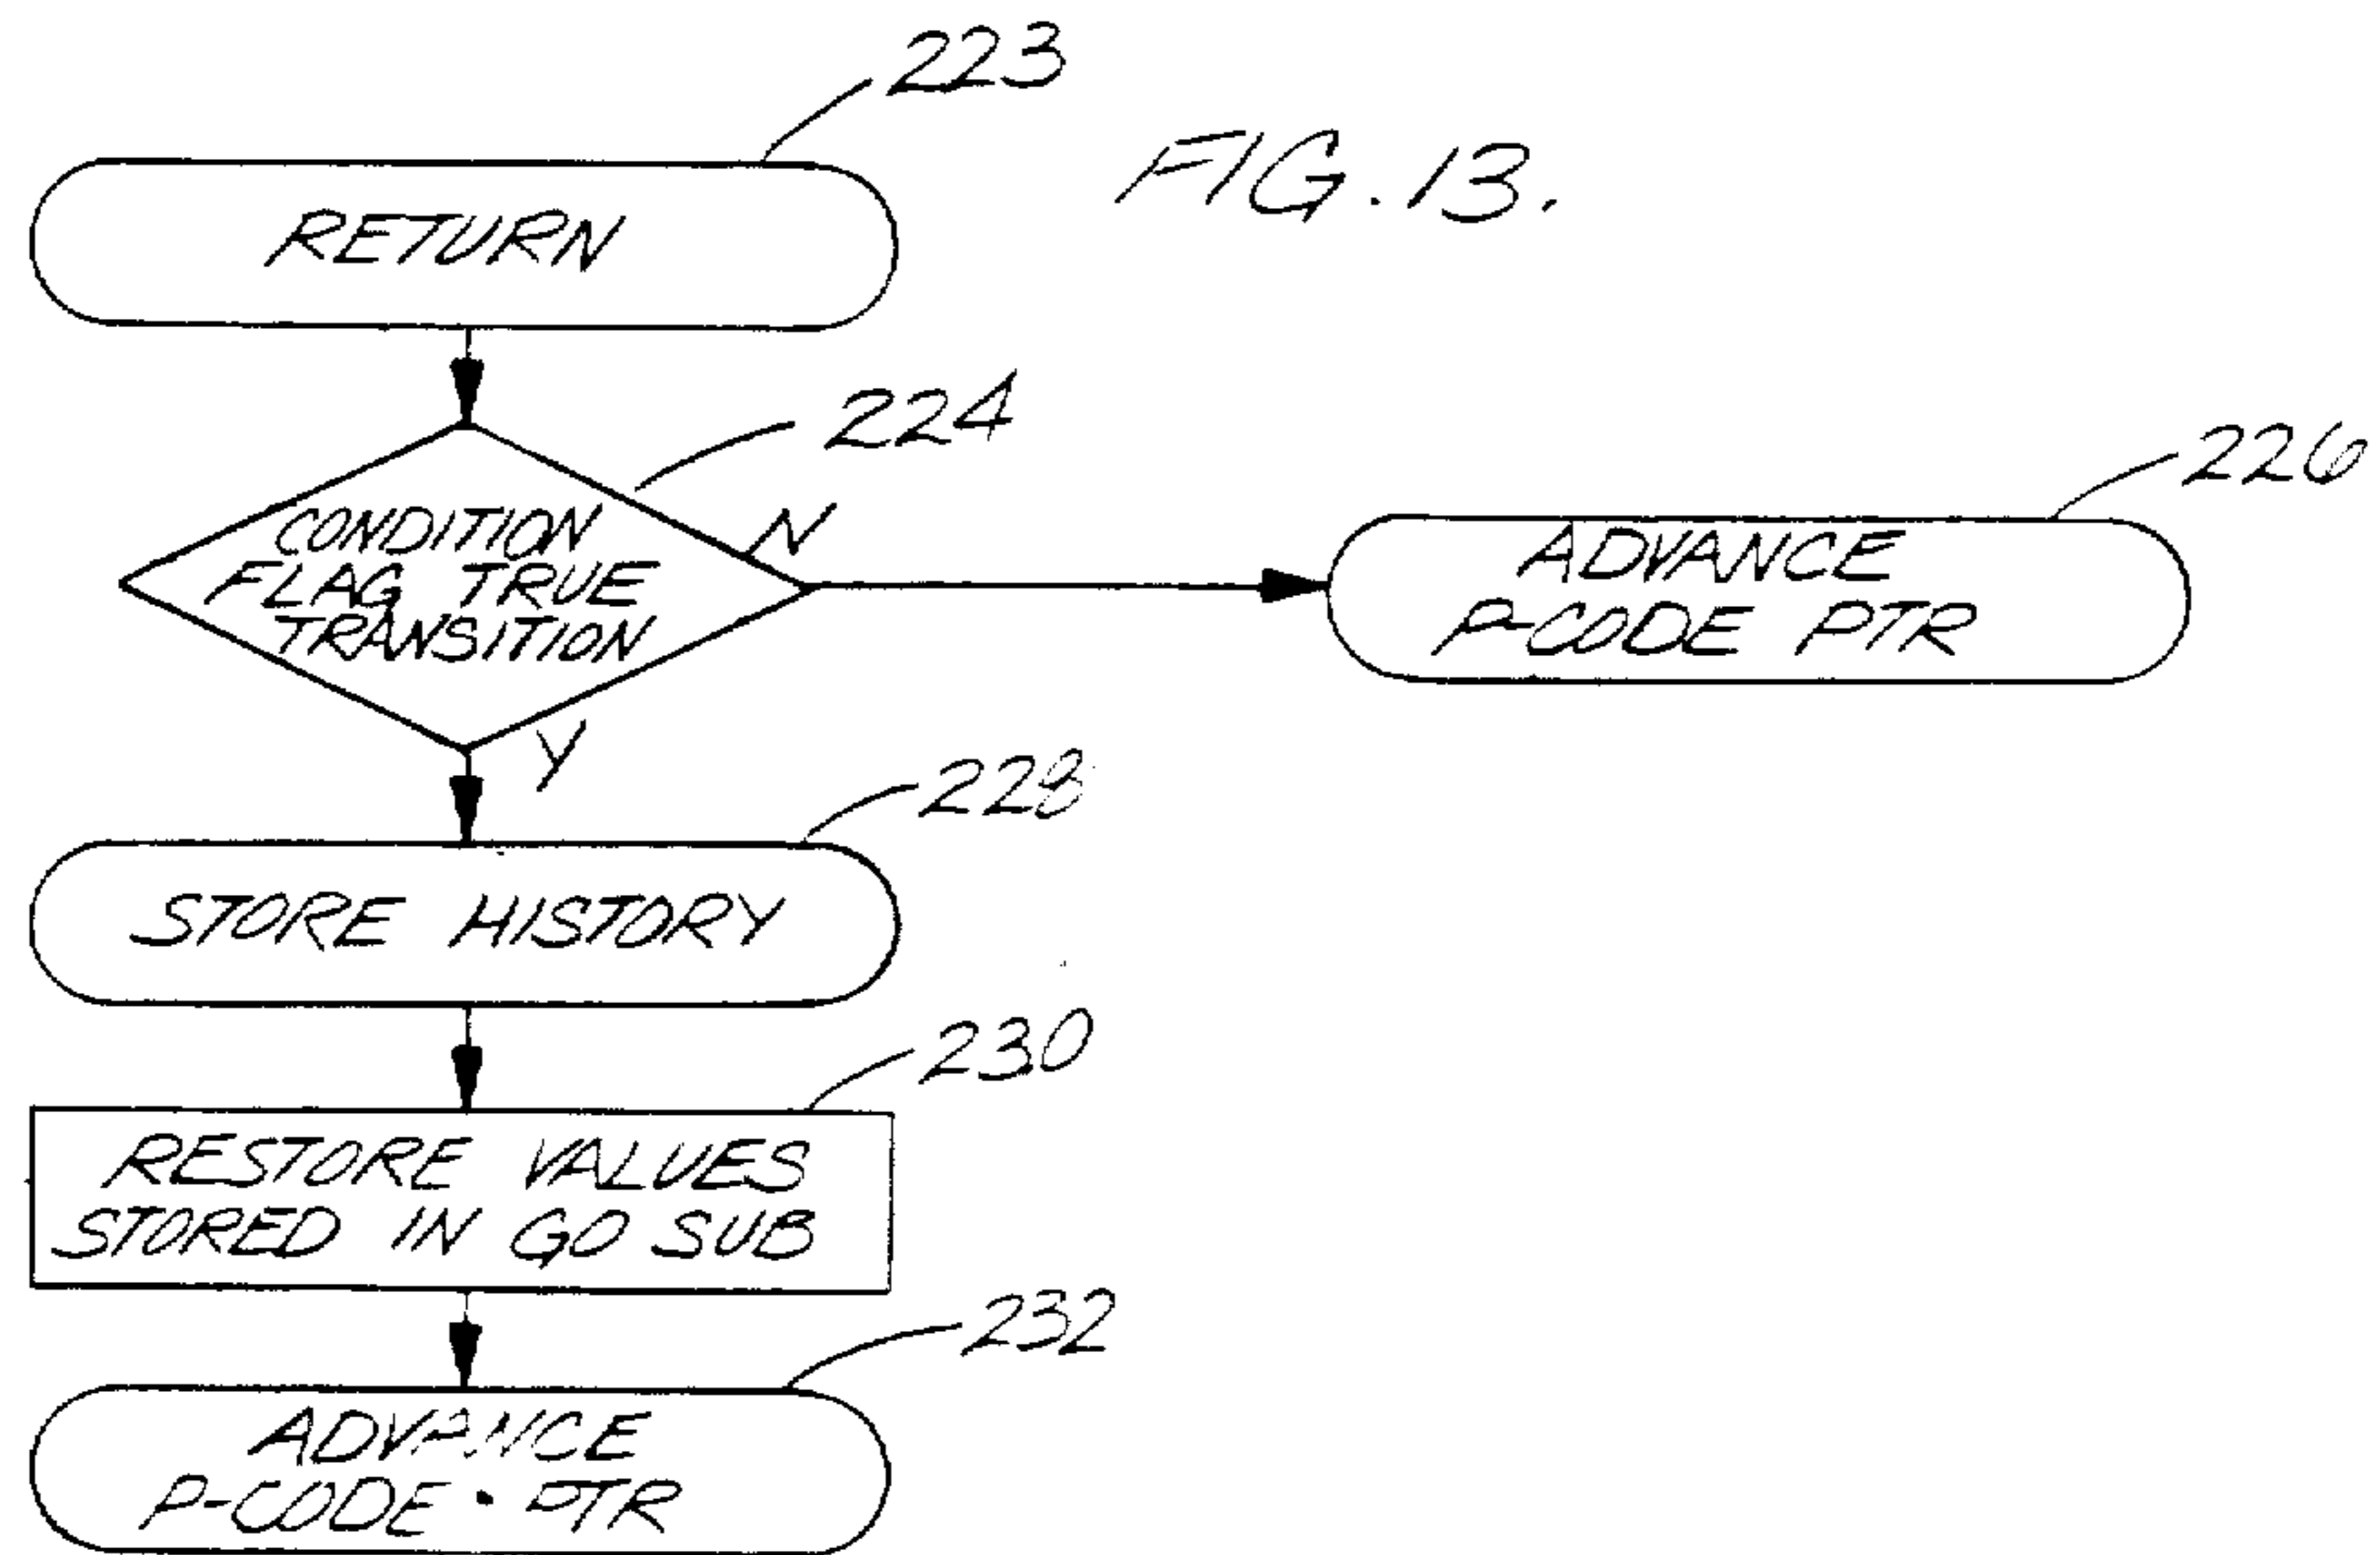 223
FIG. 13.
RETURN
224
CONDITION
FLAG TRUE
TRANSITION
N
226
ADVANCE
P-CODE PTR
Y
228
STORE HISTORY
230
RESTORE VALUES
STORED IN GO SUB
232
ADVANCE
P-CODE PTR